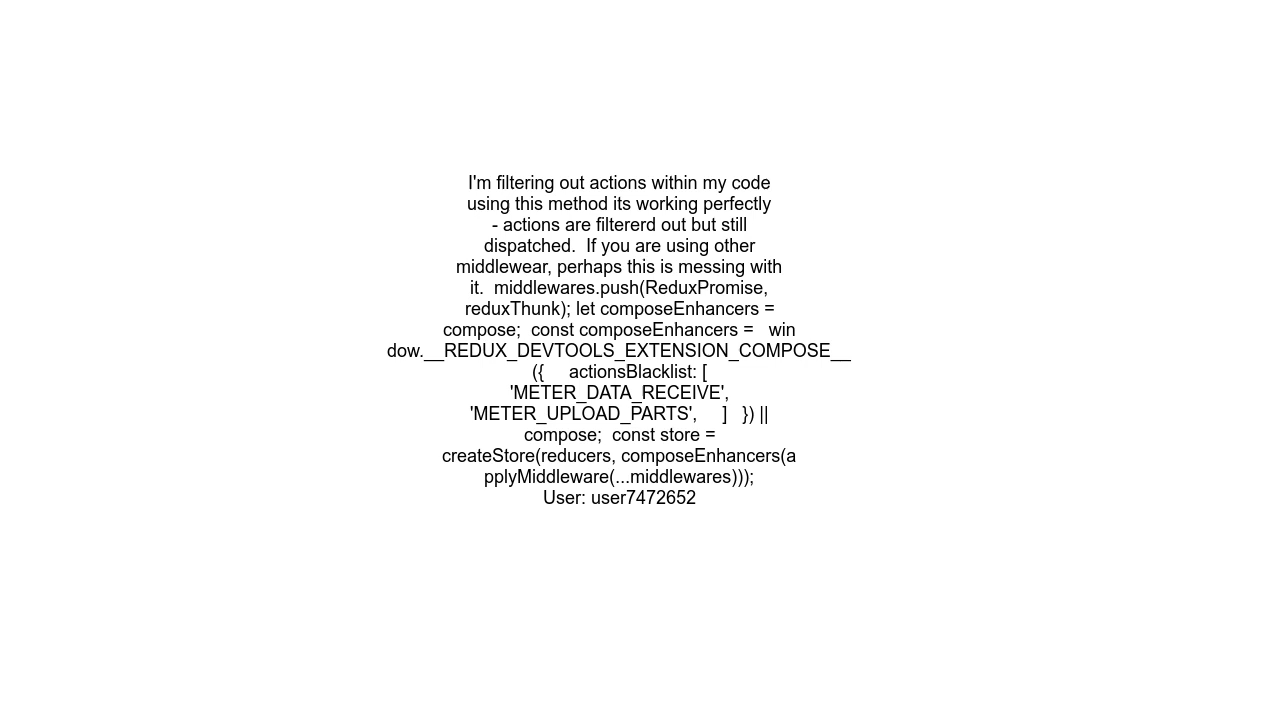 I'm filtering out actions within my code
using this method its working perfectly
- actions are filtererd out but still
dispatched.  If you are using other
middlewear, perhaps this is messing with
it.  middlewares.push(ReduxPromise,
reduxThunk); let composeEnhancers =
compose;  const composeEnhancers =   win
dow.__REDUX_DEVTOOLS_EXTENSION_COMPOSE__
({     actionsBlacklist: [
'METER_DATA_RECEIVE',
'METER_UPLOAD_PARTS',     ]   }) ||
compose;  const store =
createStore(reducers, composeEnhancers(a
pplyMiddleware(...middlewares)));
User: user7472652